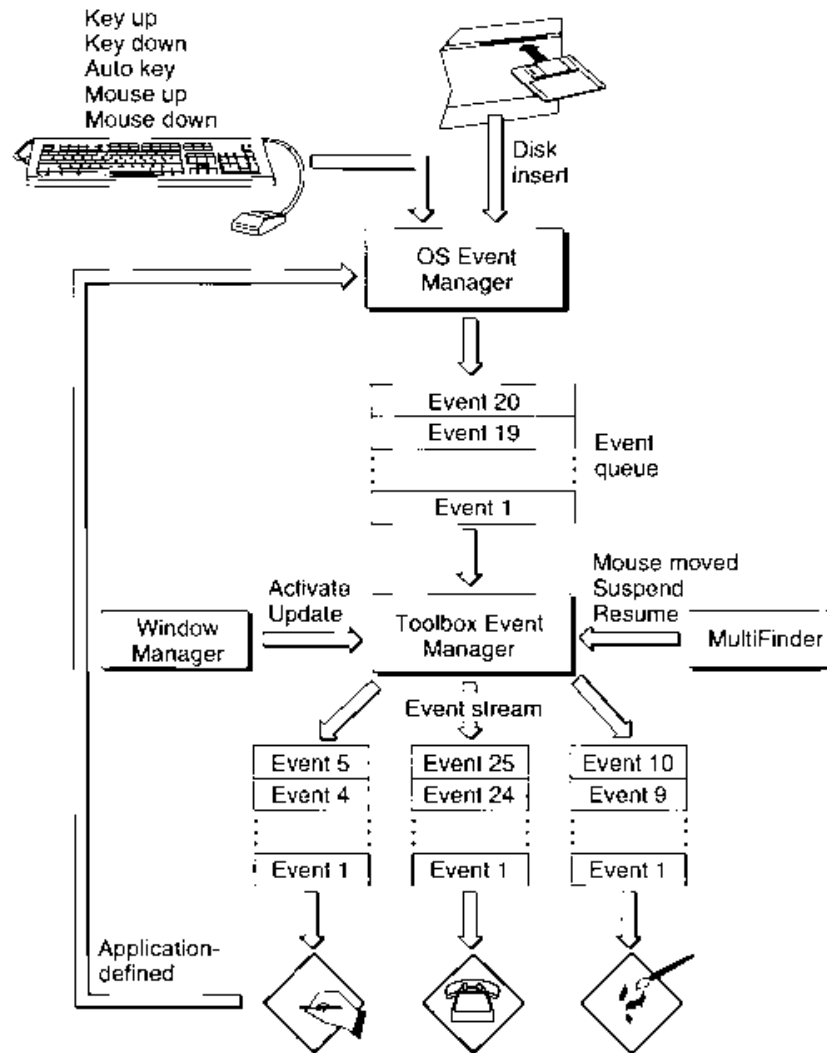 Key up
Key down
Auto key
Mouse up
Mouse down
Disk
insert
OS Event
Manager
Event 20
Event 19
Event
queue
Event 1
Activate
Update
Mouse moved
Suspend
Resume
Window
Manager
Toolbox Event
Manager
MultiFinder
Event stream
Event 5
Event 25
Event 10
Event 4
Event 24
Event 9
Event 1
Event 1
Event 1
Application-
defined